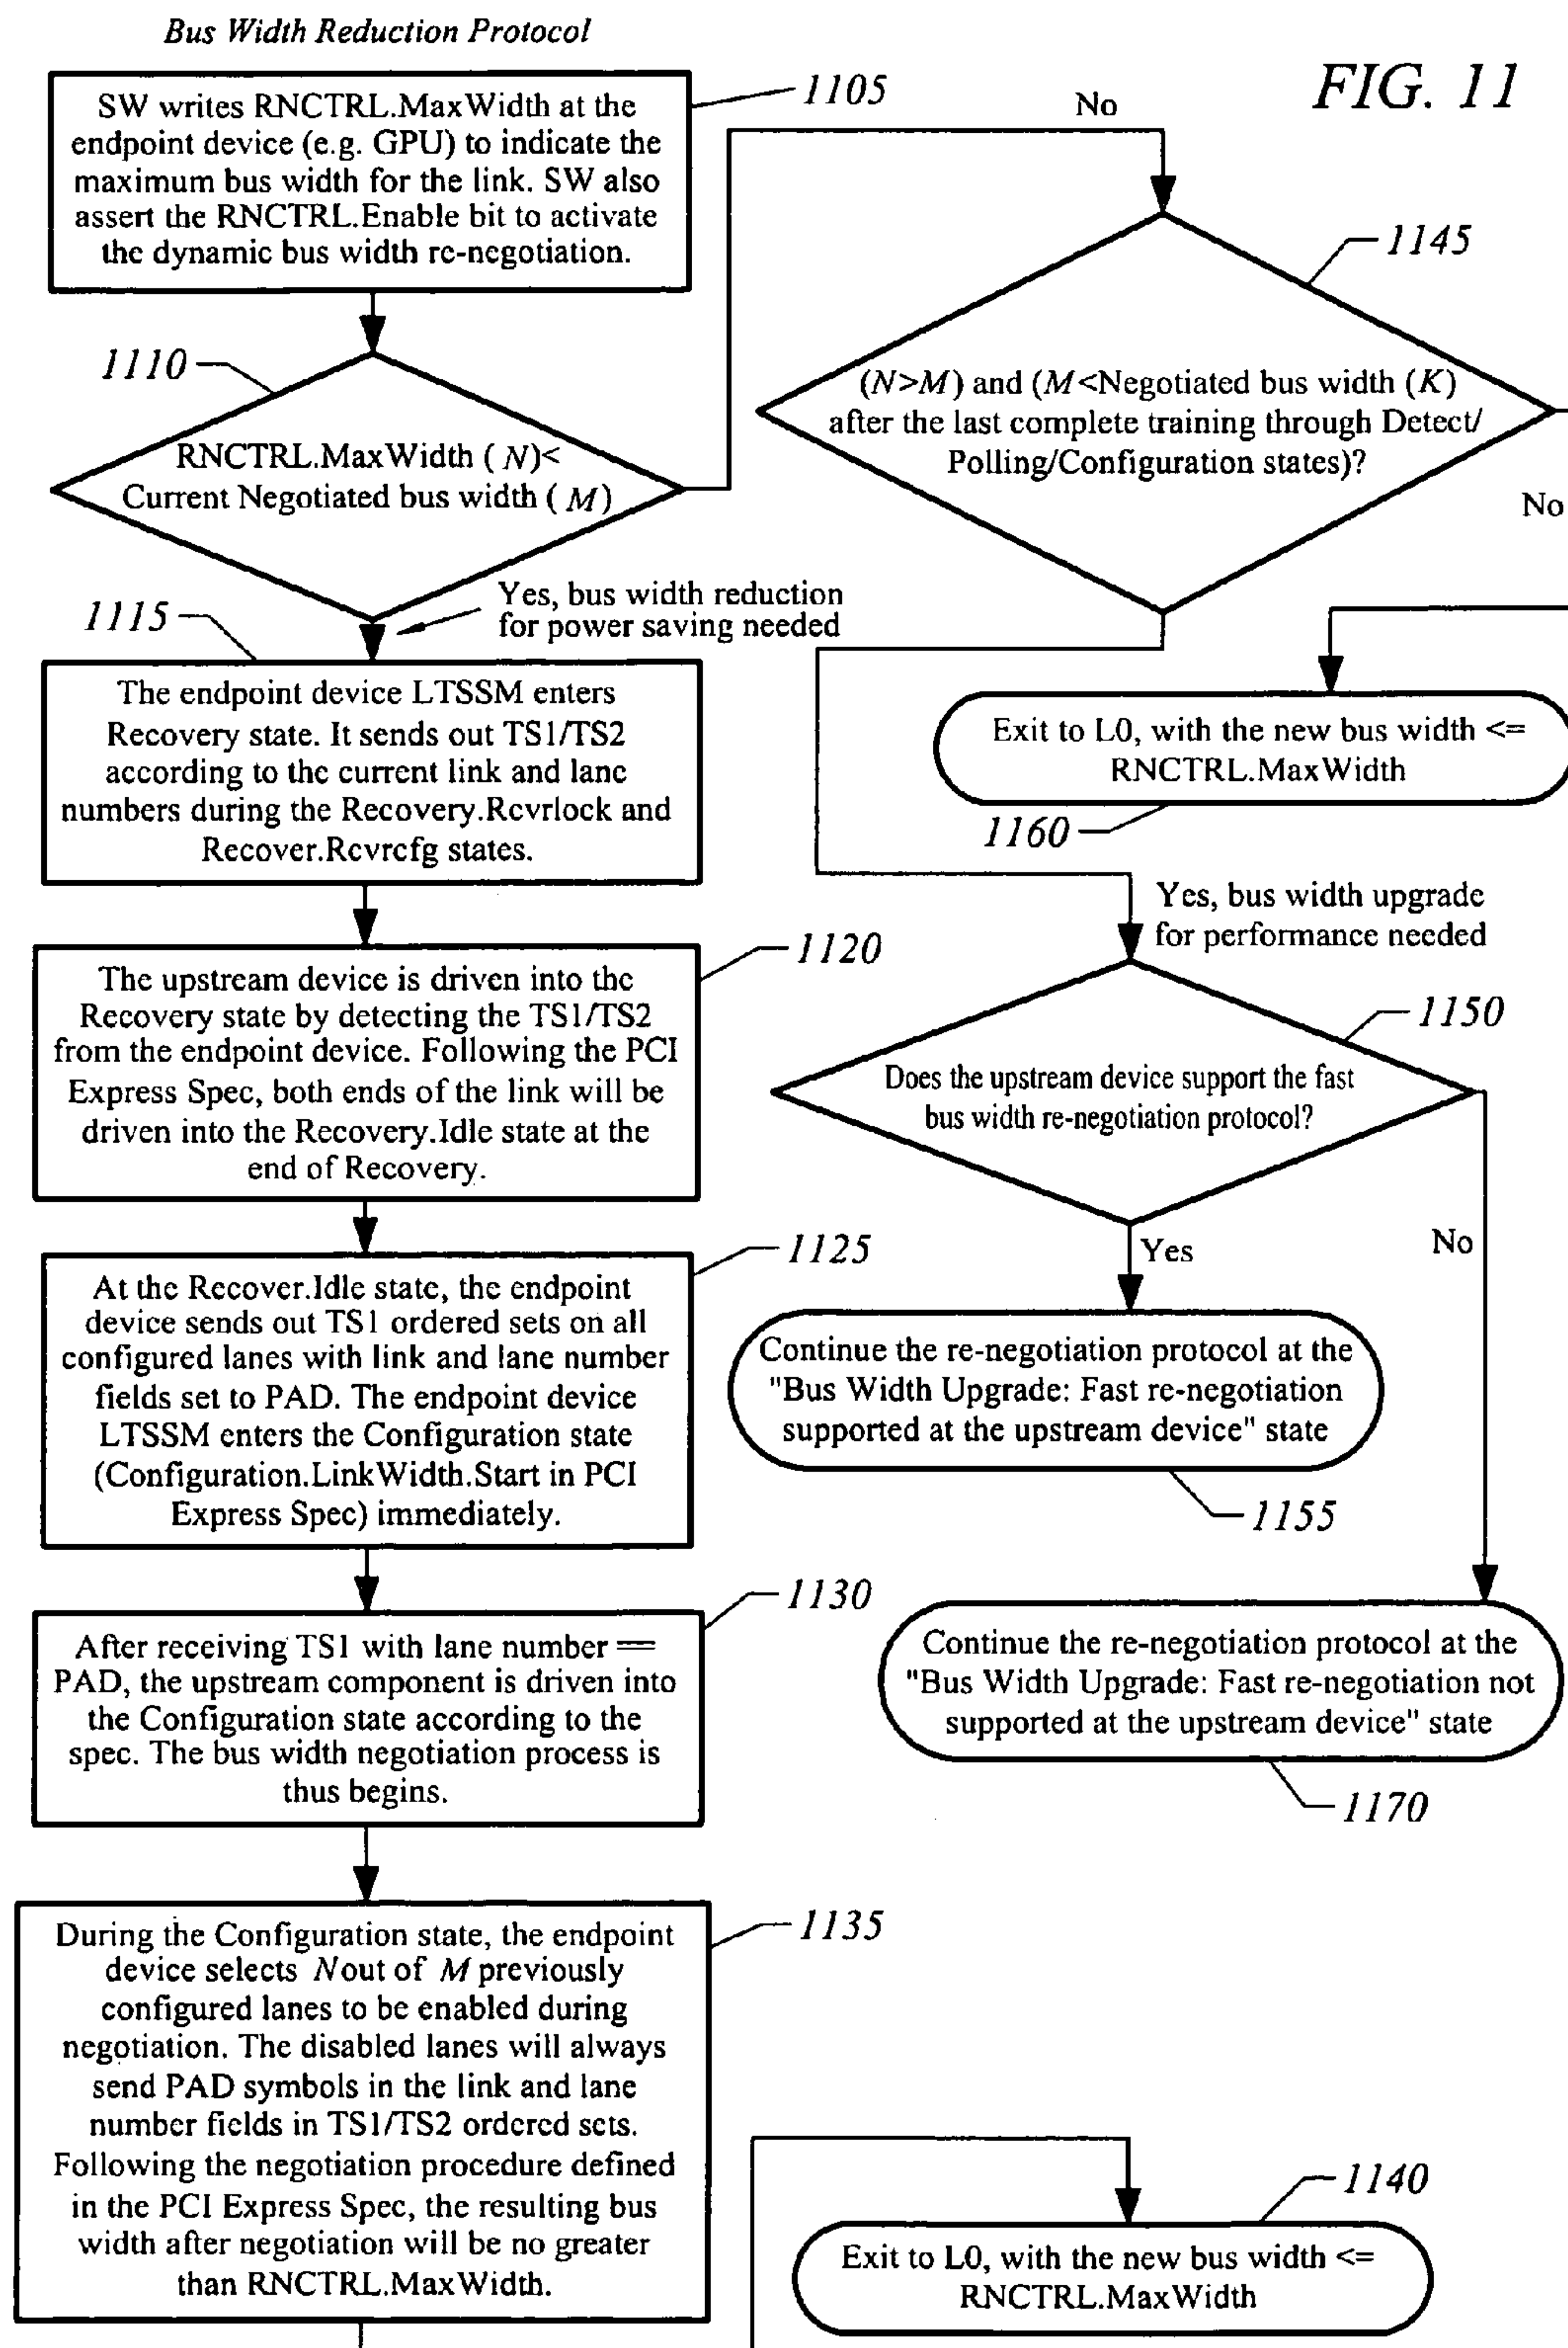 Bus Width Reduction Protocol
FIG. 11
SW writes RNCTRL.MaxWidth at the
endpoint device (e.g. GPU) to indicate the
maximum bus width for the link. SW also
assert the RNCTRL.Enable bit to activate
the dynamic bus width re-negotiation.
1105
1110
RNCTRL.MaxWidth (N)<
Current Negotiated bus width (M)
No
Yes, bus width reduction
for power saving needed
1115
The endpoint device LTSSM enters
Recovery state. It sends out TS1/TS2
according to the current link and lane
numbers during the Recovery.Rcvrlock and
Recover.Rcvrcfg states.
1120
The upstream device is driven into the
Recovery state by detecting the TS1/TS2
from the endpoint device. Following the PCI
Express Spec, both ends of the link will be
driven into the Recovery.Idle state at the
end of Recovery.
1125
At the Recover.Idle state, the endpoint
device sends out TS1 ordered sets on all
configured lanes with link and lane number
fields set to PAD. The endpoint device
LTSSM enters the Configuration state
(Configuration.LinkWidth.Start in PCI
Express Spec) immediately.
1130
After receiving TS1 with lane number ==
PAD, the upstream component is driven into
the Configuration state according to the
spec. The bus width negotiation process is
thus begins.
1135
During the Configuration state, the endpoint
device selects N out of M previously
configured lanes to be enabled during
negotiation. The disabled lanes will always
send PAD symbols in the link and lane
number fields in TS1/TS2 ordered sets.
Following the negotiation procedure defined
in the PCI Express Spec, the resulting bus
width after negotiation will be no greater
than RNCTRL.MaxWidth.
1140
Exit to L0, with the new bus width <=
RNCTRL.MaxWidth
1145
(N>M) and (M<Negotiated bus width (K)
after the last complete training through Detect/
Polling/Configuration states)?
No
Exit to L0, with the new bus width <=
RNCTRL.MaxWidth
1160
Yes, bus width upgrade
for performance needed
1150
Does the upstream device support the fast
bus width re-negotiation protocol?
Yes
No
Continue the re-negotiation protocol at the
"Bus Width Upgrade: Fast re-negotiation
supported at the upstream device" state
1155
Continue the re-negotiation protocol at the
"Bus Width Upgrade: Fast re-negotiation not
supported at the upstream device" state
1170